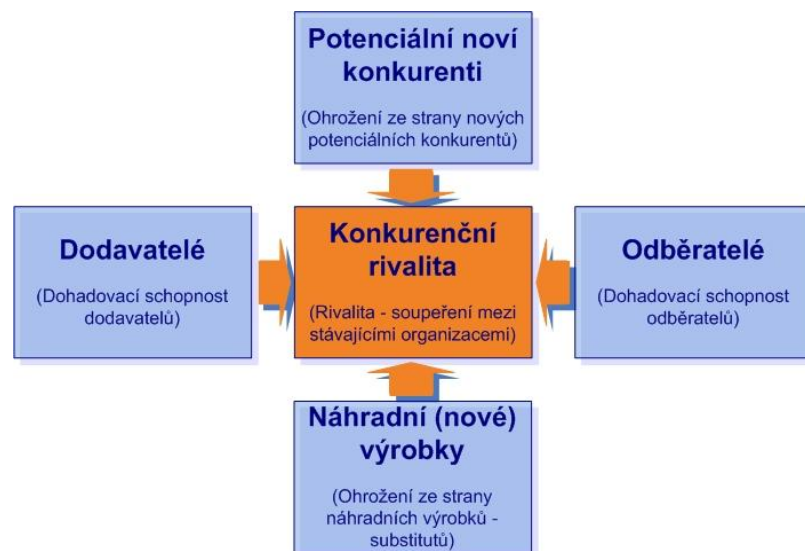 Potenciální noví
konkurenti
(Ohrožení ze strany nových
potenciálních konkurentů)
Dodavatelé
(Dohadovací schopnost
dodavatelů)
Konkurenční
rivalita
(Rivalita - soupeření mezi
stávajícími organizacemi)
Odběratelé
(Dohadovací schopnost
odběratelů)
Náhradní (nové)
výrobky
(Ohrožení ze strany
náhradních výrobků -
substitutů)